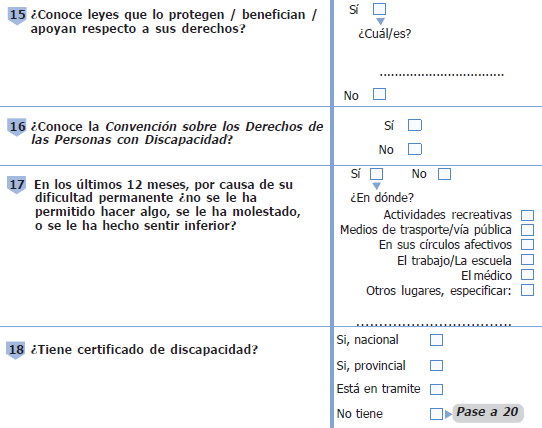 15 ¿Conoce leyes que lo protegen / benefician /
apoyan respecto a sus derechos?
Sí
¿Cuál/es?
.................................
No
16 ¿Conoce la Convención sobre los Derechos de
las Personas con Discapacidad?
Sí
No
17 En los últimos 12 meses, por causa de su
dificultad permanente ¿no se le ha
permitido hacer algo, se le ha molestado,
o se le ha hecho sentir inferior?
Sí No
¿En dónde?
Actividades recreativas
Medios de trasporte/vía pública
En sus círculos afectivos
El trabajo/La escuela
El médico
Otros lugares, especificar:
..................................
18 ¿Tiene certificado de discapacidad?
Si, nacional
Si, provincial
Está en tramite
No tiene Pase a 20